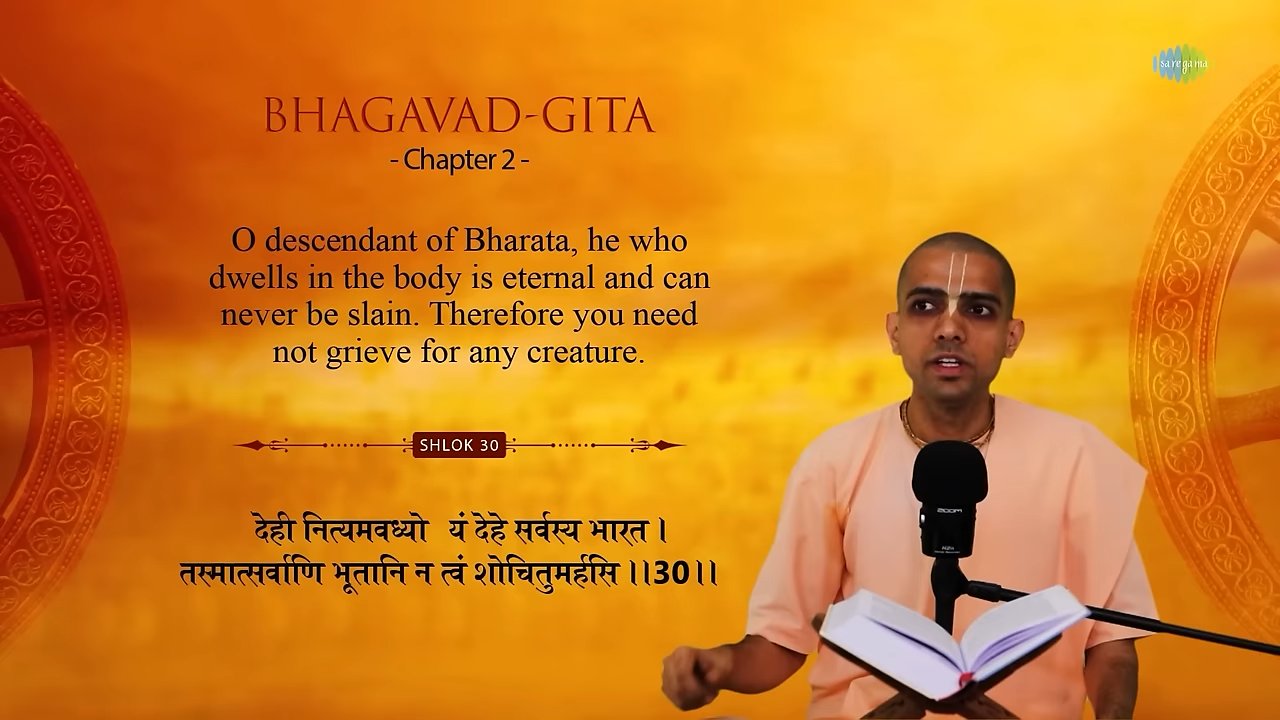 saregama
BHAGAVAD-GITA
- Chapter 2 -
O descendant of Bharata, he who
dwells in the body is eternal and can
never be slain. Therefore you need
not grieve for any creature.
SHLOK 30
देही नित्यमवध्यो यं देहे सर्वस्य भारत ।
तस्मात्सर्वाणि भूतानि न त्वं शोचितुमर्हसि ।।30।।
zoom